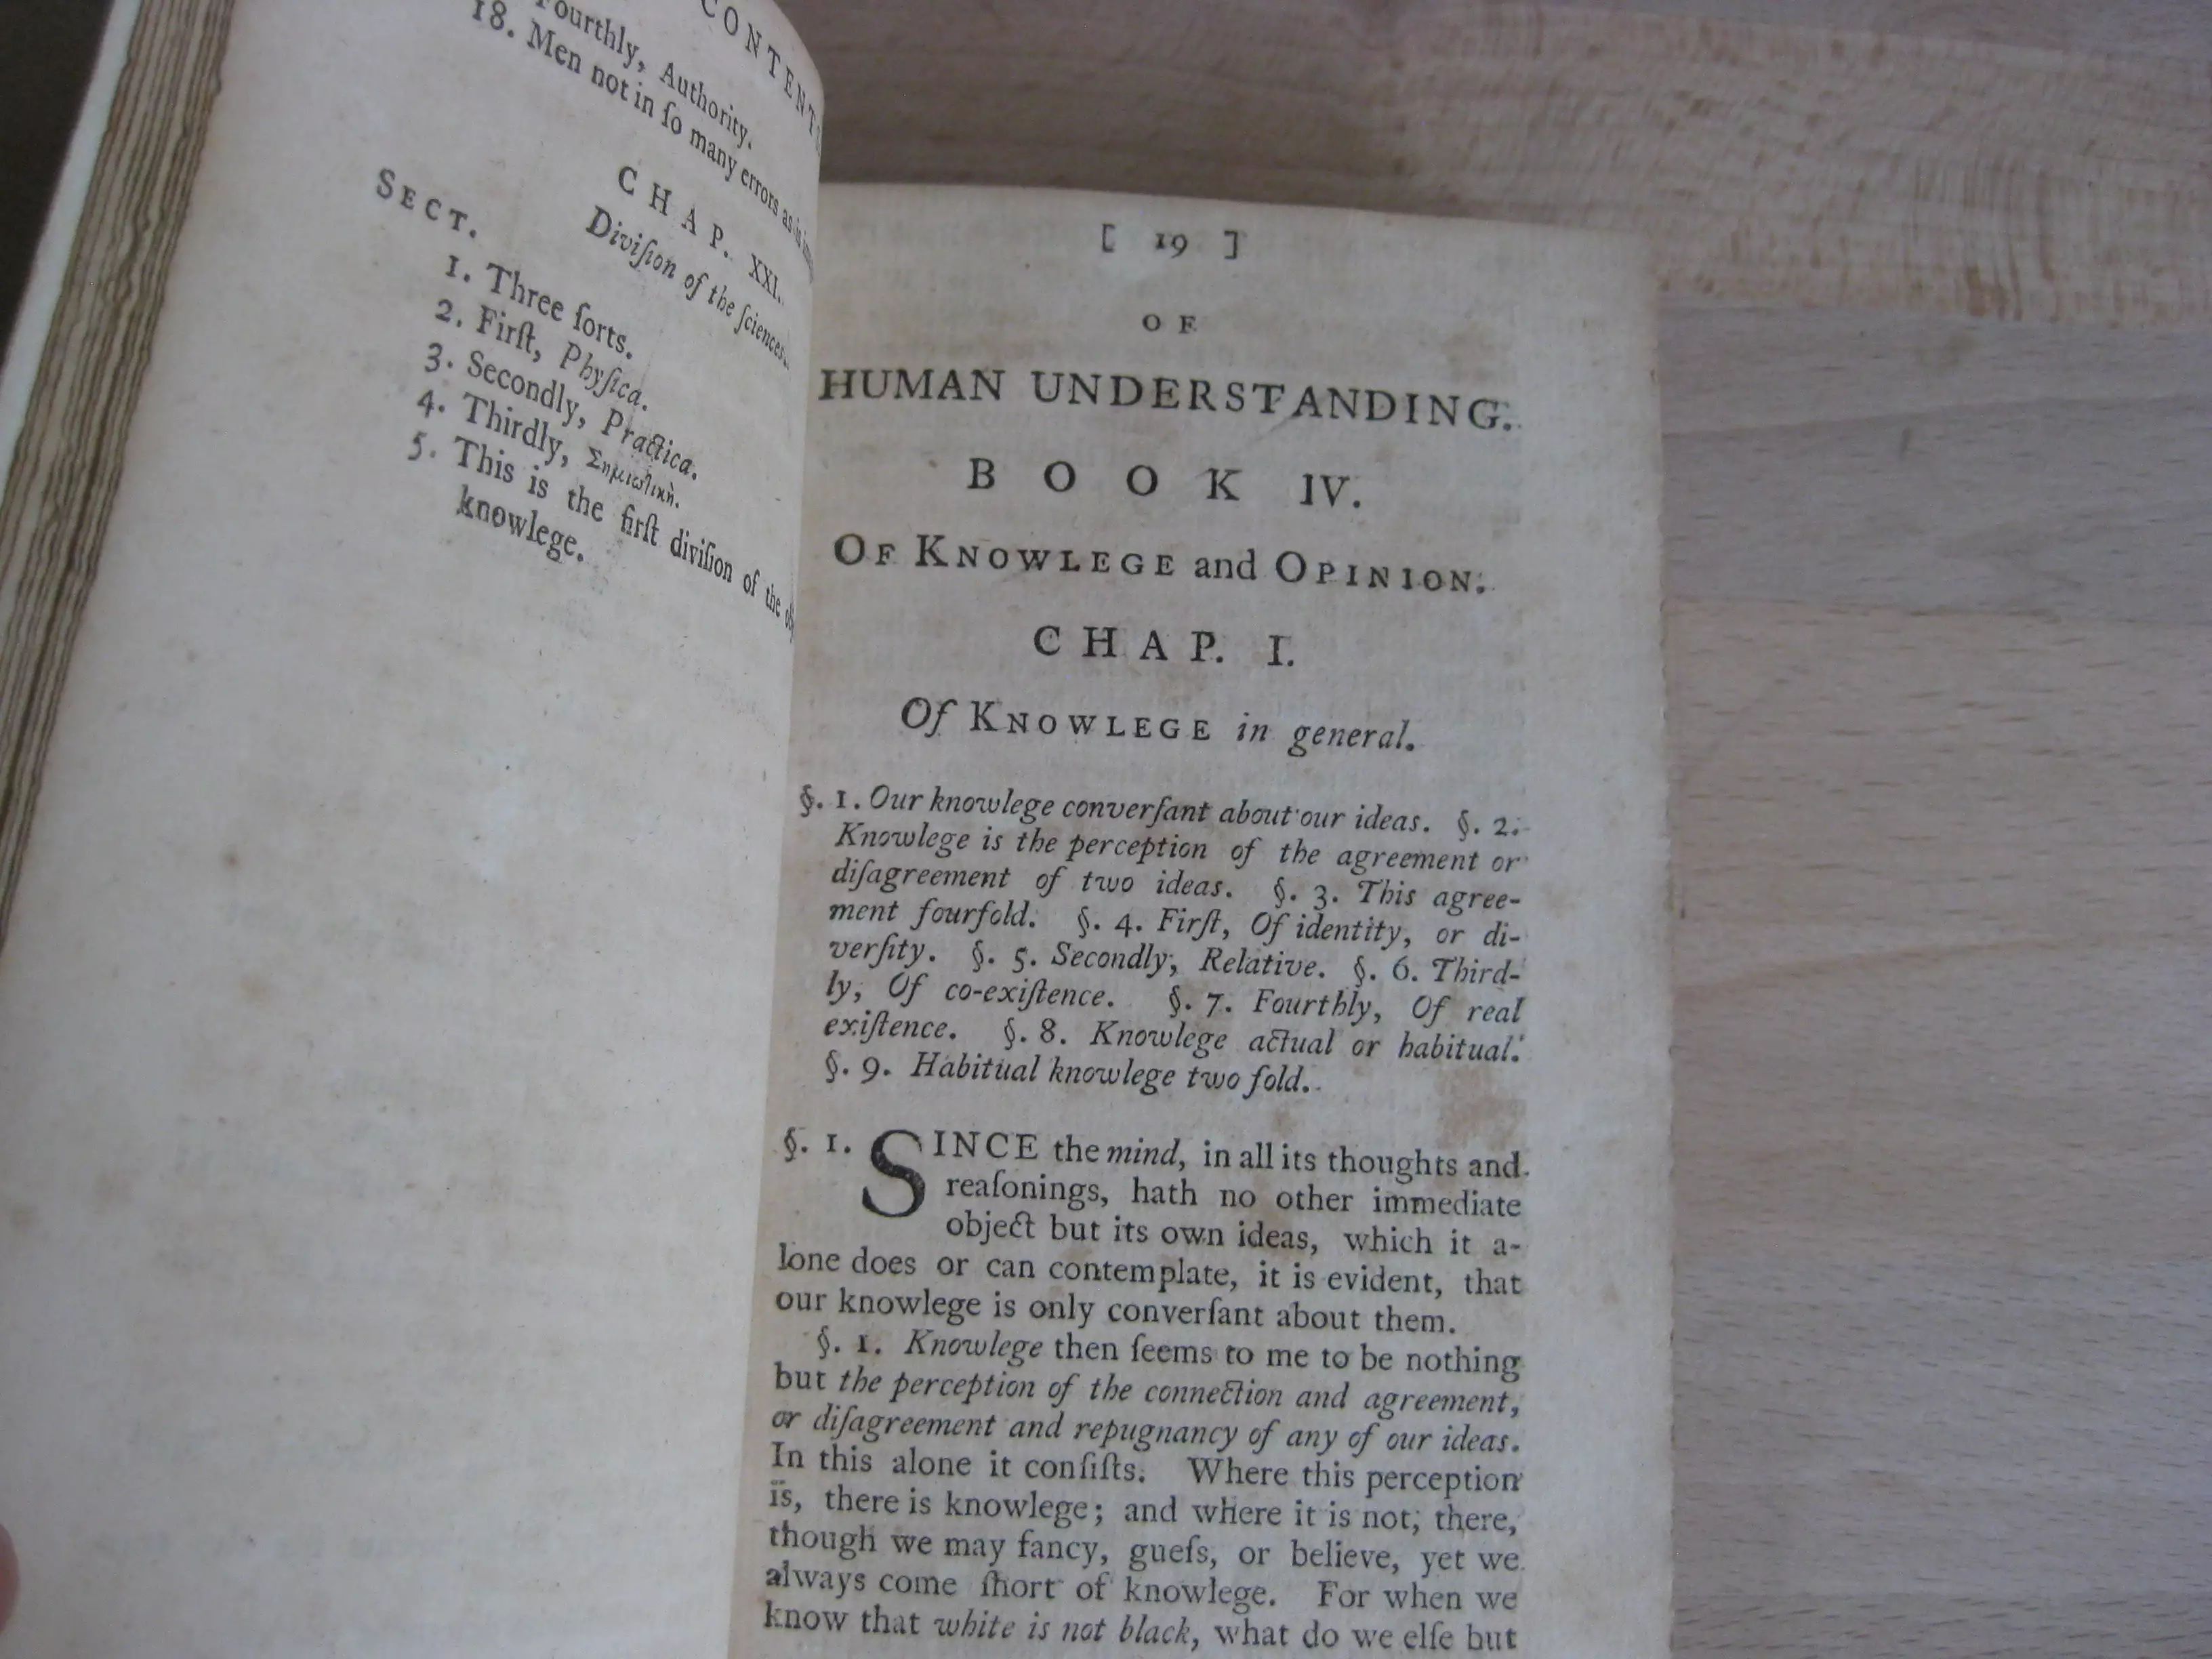 CONTENTS
Fourthly, Authority.
18. Men not in ſo many errors as
CHAP. XXI.
Diviſion of the ſciences.
SECT.
1. Three ſorts.
2. Firſt, Phyſica.
3. Secondly, Practica.
4. Thirdly, Σημιωτικὴ.
5. This is the firſt diviſion of the
knowlege.
[ 19 ]
OF
HUMAN UNDERSTANDING.
BOOK IV.
OF KNOWLEGE and OPINION.
CHAP. I.
Of KNOWLEGE in general.
§. 1. Our knowlege converſant about our ideas. §. 2.
Knowlege is the perception of the agreement or
diſagreement of two ideas. §. 3. This agree-
ment fourfold. §. 4. Firſt, Of identity, or di-
verſity. §. 5. Secondly, Relative. §. 6. Third-
ly, Of co-exiſtence. §. 7. Fourthly, Of real
exiſtence. §. 8. Knowlege actual or habitual.
§. 9. Habitual knowlege two fold.
§. 1. SINCE the mind, in all its thoughts and
reaſonings, hath no other immediate
object but its own ideas, which it a-
lone does or can contemplate, it is evident, that
our knowlege is only converſant about them.
§. 1. Knowlege then ſeems to me to be nothing
but the perception of the connection and agreement,
or diſagreement and repugnancy of any of our ideas.
In this alone it conſiſts. Where this perception
is, there is knowlege; and where it is not, there,
though we may fancy, gueſs, or believe, yet we
always come ſhort of knowlege. For when we
know that white is not black, what do we elſe but